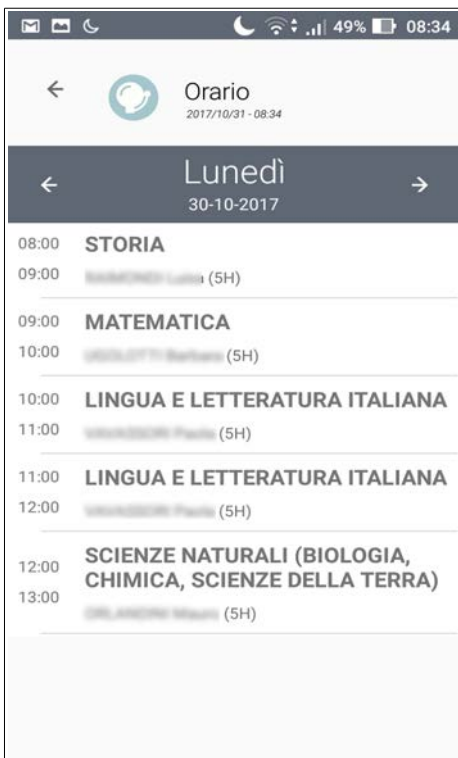 49% 08:34
Orario
2017/10/31 - 08:34
Lunedì
30-10-2017
08:00 STORIA
09:00 (5H)
09:00 MATEMATICA
10:00 (5H)
10:00 LINGUA E LETTERATURA ITALIANA
11:00 (5H)
11:00 LINGUA E LETTERATURA ITALIANA
12:00 (5H)
12:00 SCIENZE NATURALI (BIOLOGIA,
CHIMICA, SCIENZE DELLA TERRA)
13:00 (5H)